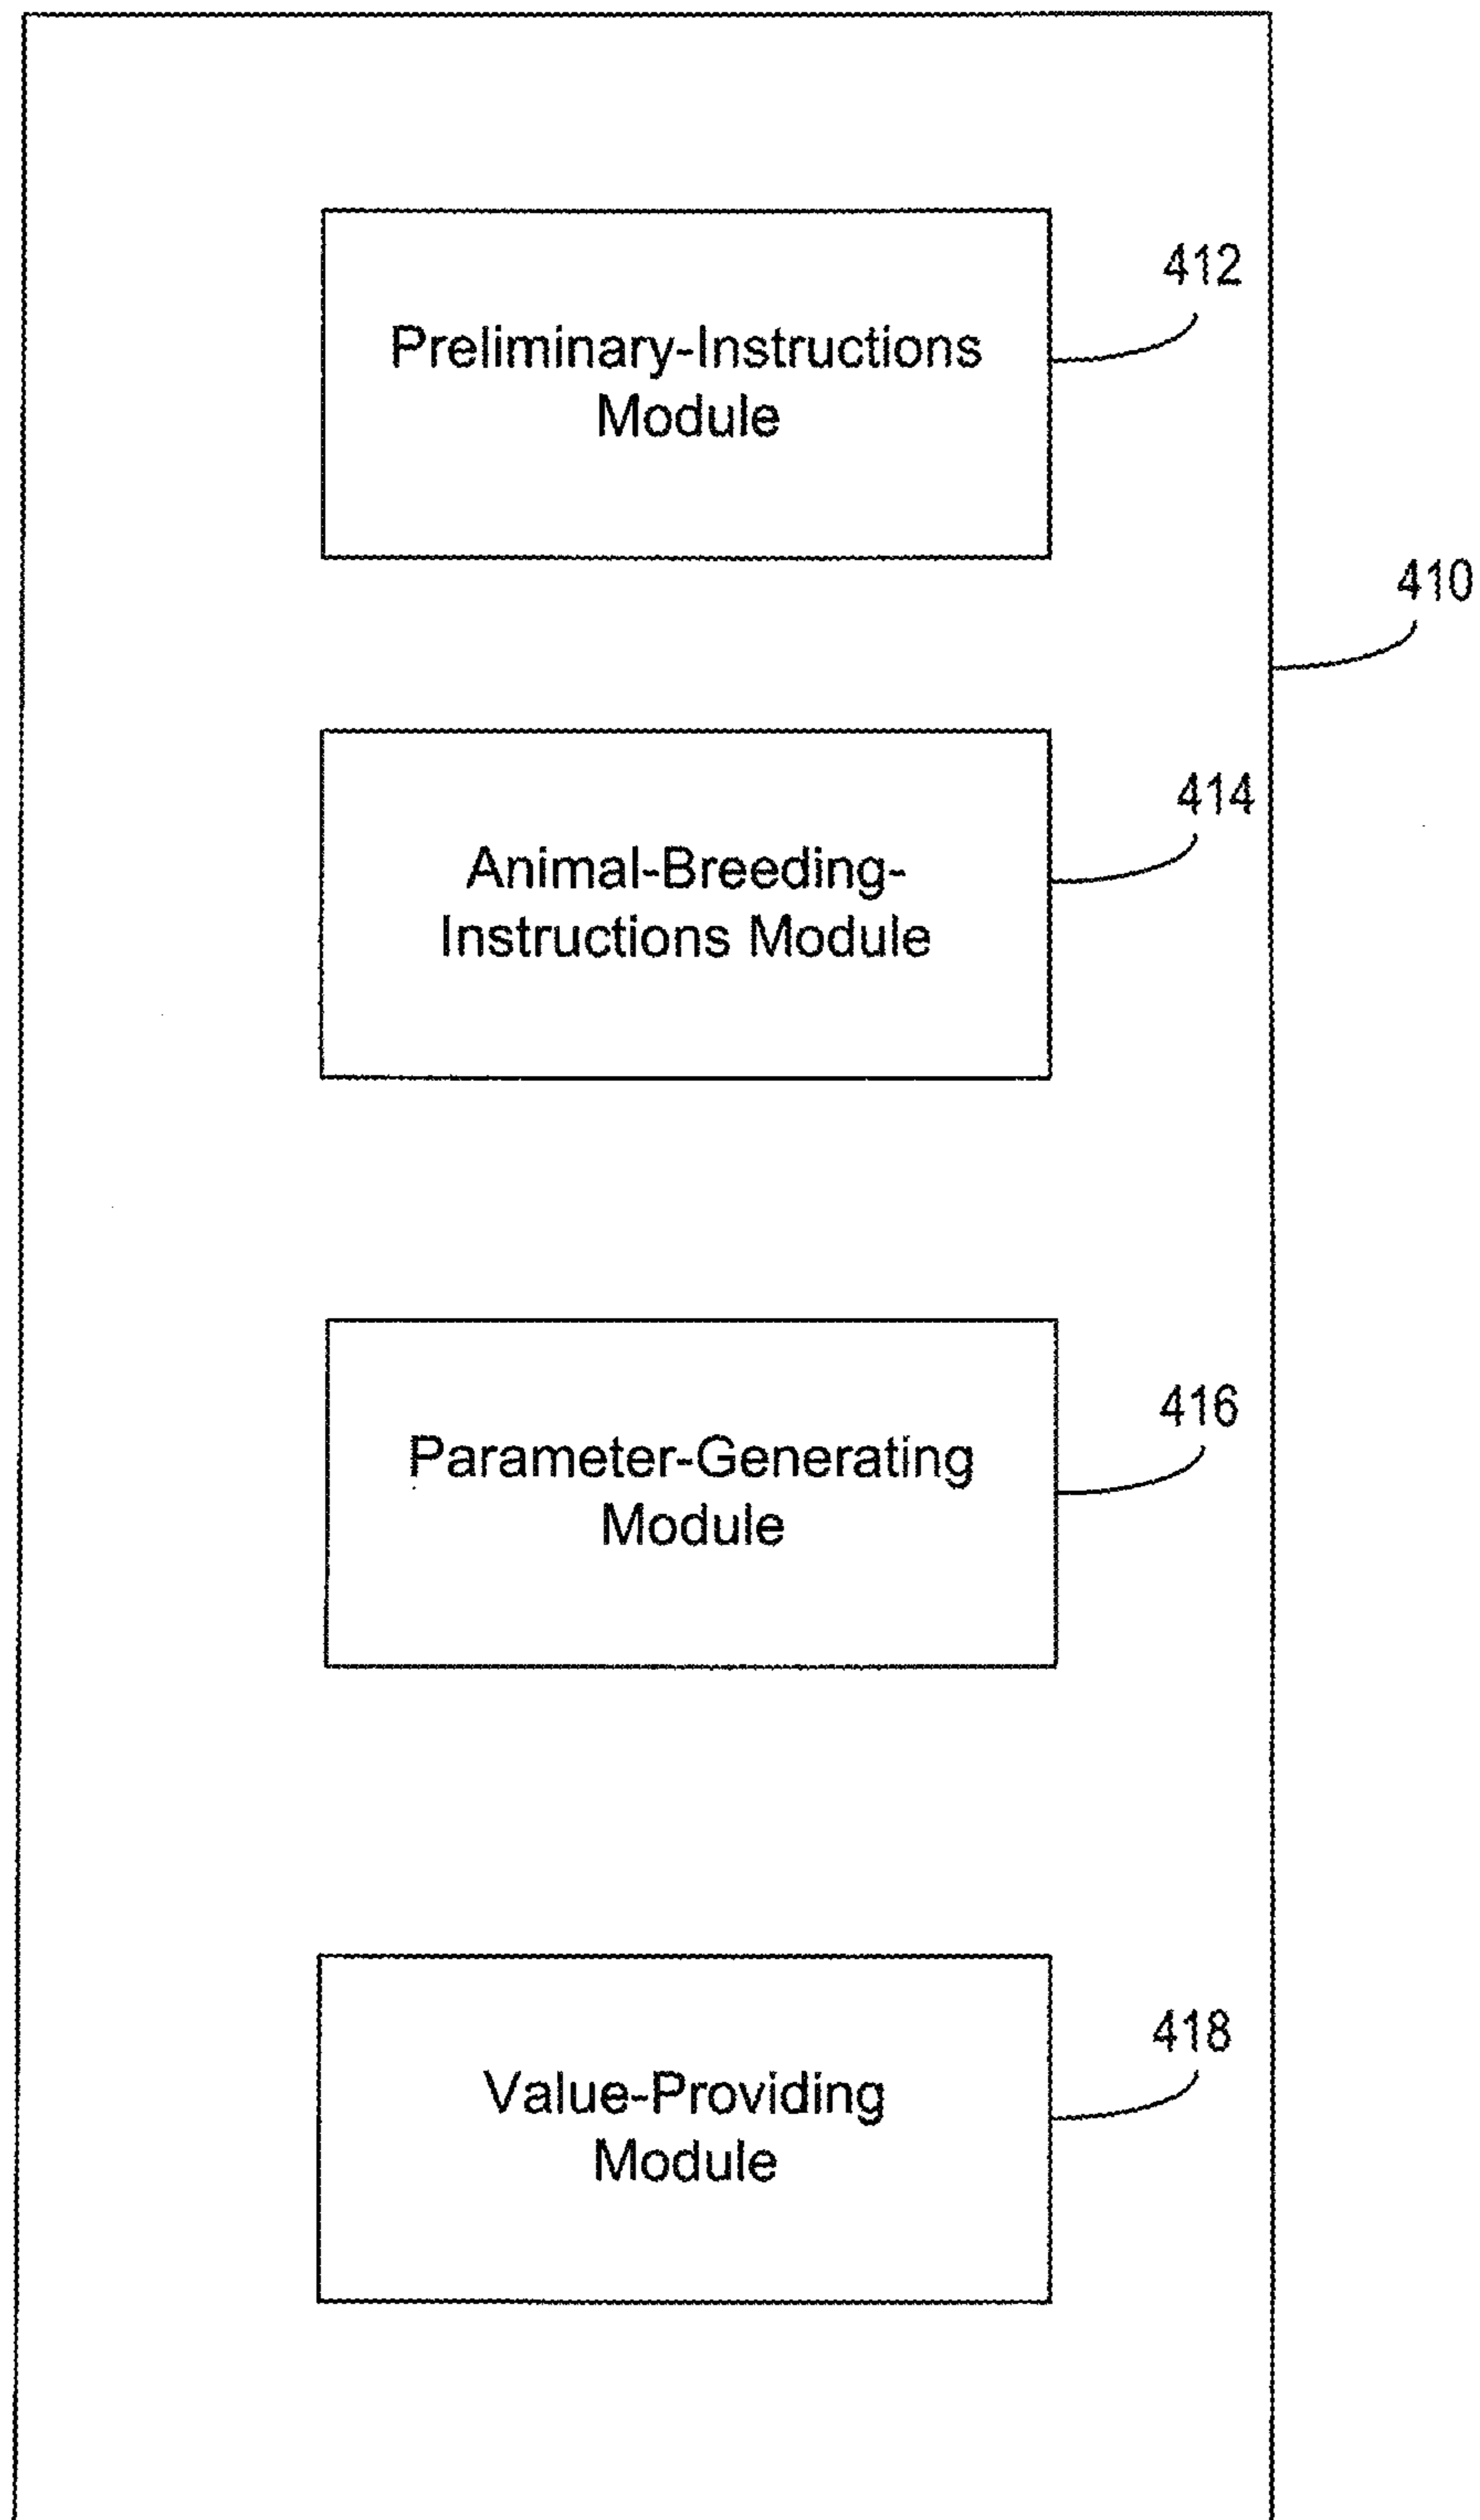 412
Preliminary-Instructions
Module
410
414
Animal-Breeding-
Instructions Module
416
Parameter-Generating
Module
418
Value-Providing
Module